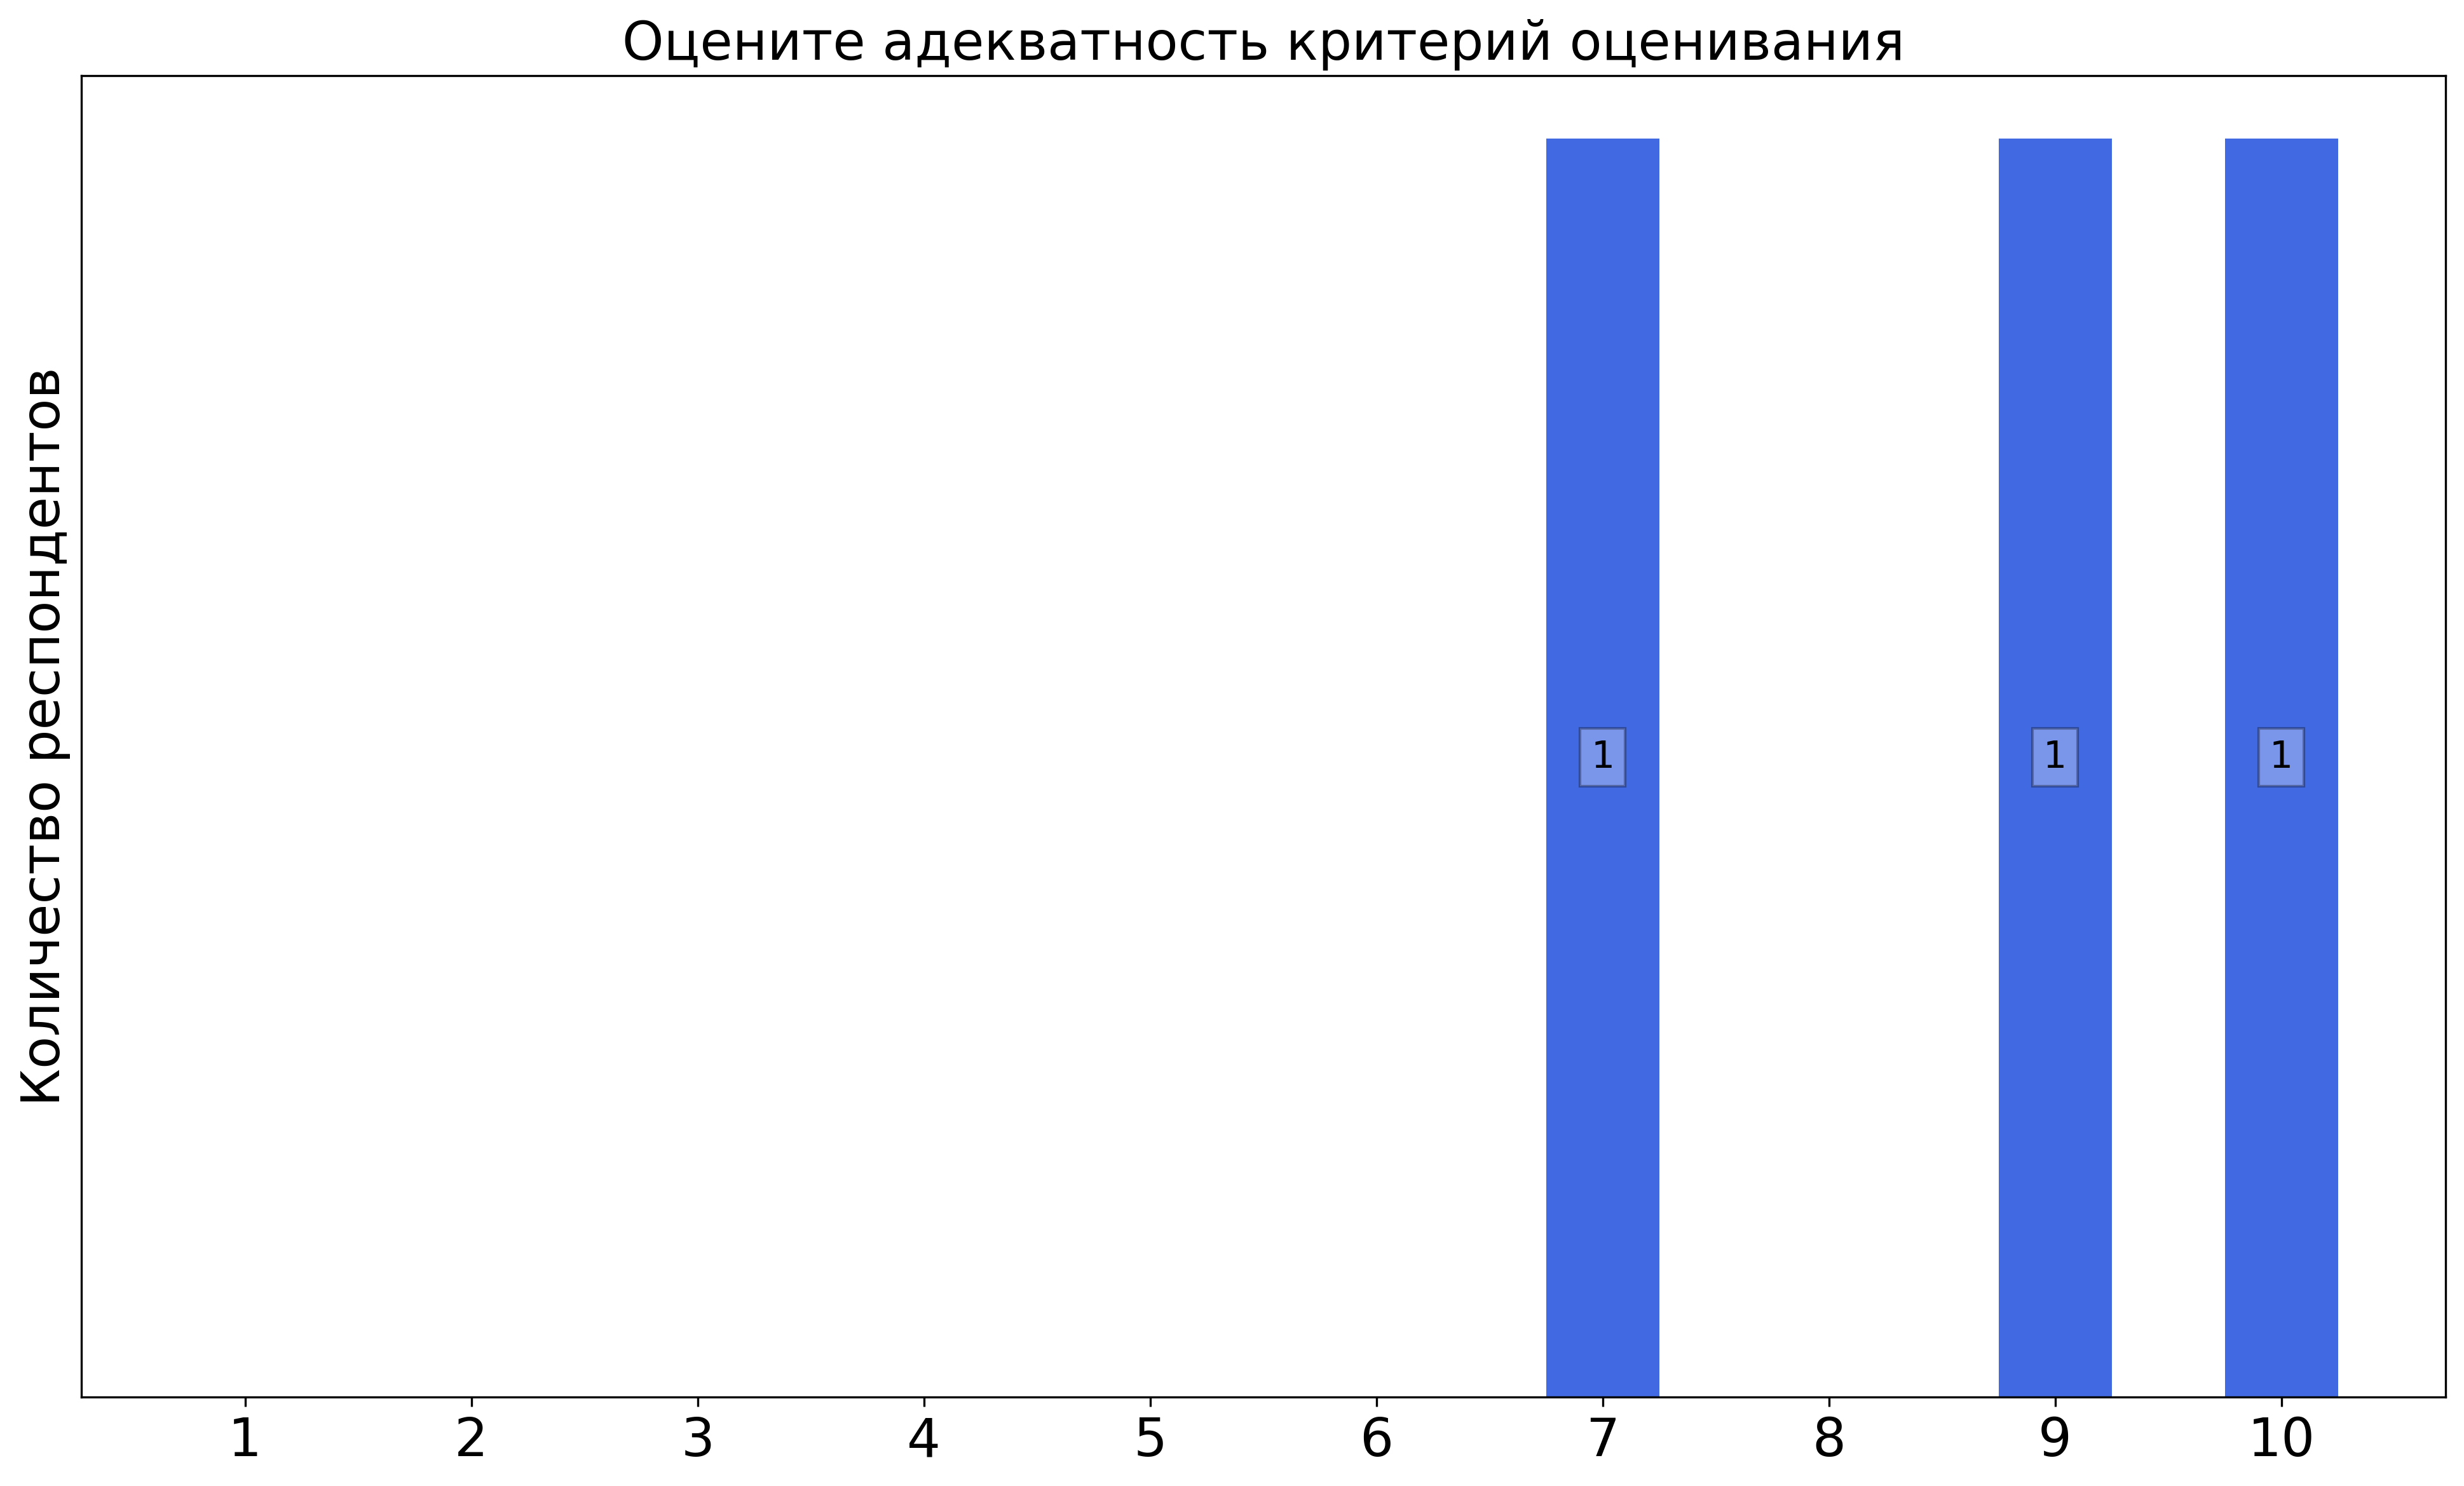 Оцените адекватность критерий оценивания
Количество респондентов
1 1 1
1 2 3 4 5 6 7 8 9 10